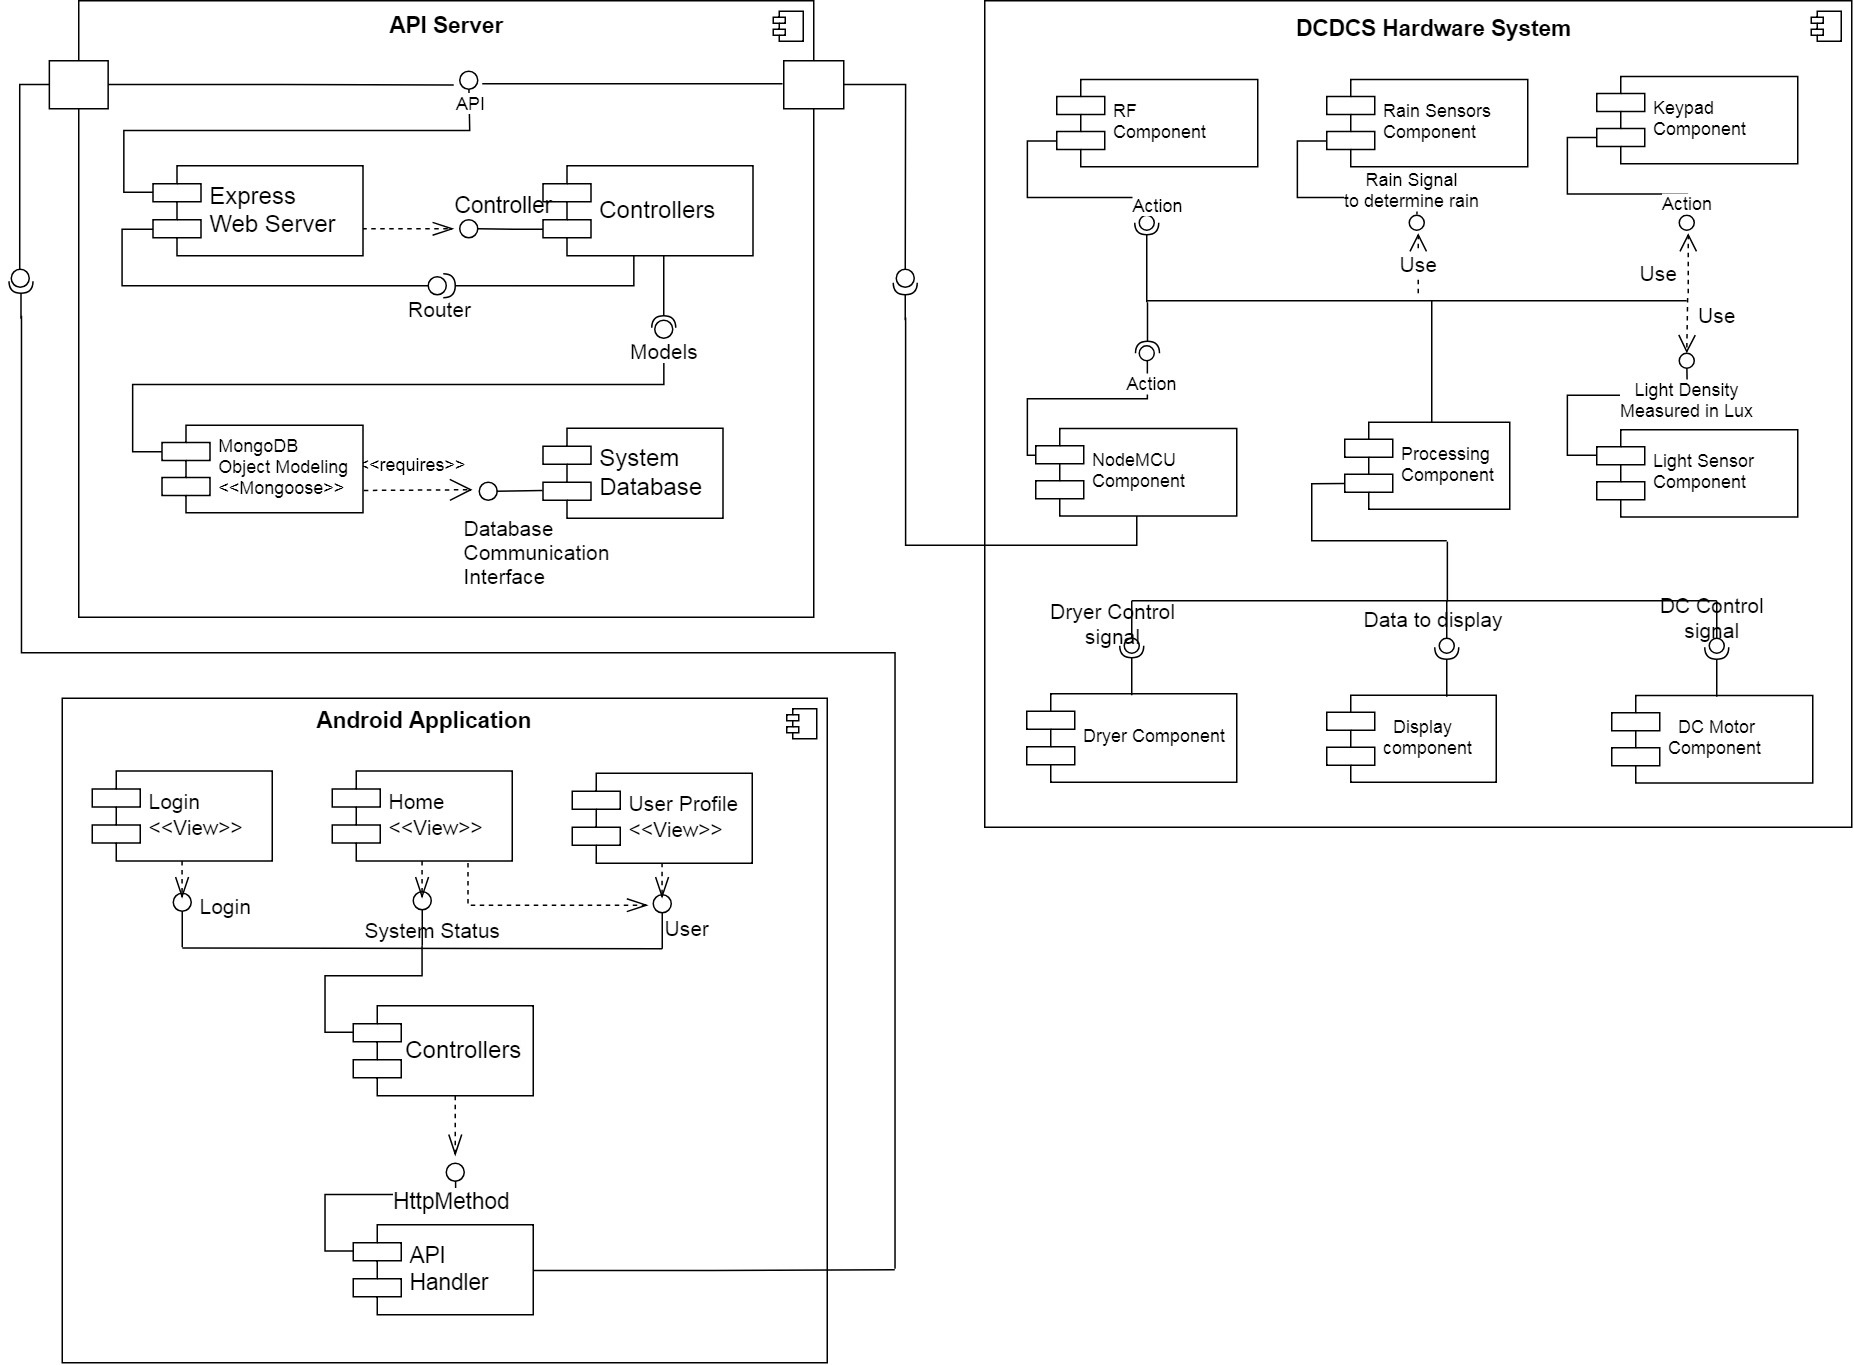 API Server
API
Express
Web Server
Controller
Controllers
Router
Models
MongoDB
Object Modeling
<<Mongoose>>
<<requires>>
System
Database
Database
Communication
Interface
DCDCS Hardware System
RF
Component
Rain Sensors
Component
Keypad
Component
Action
Rain Signal
to determine rain
Action
Use
Use
Use
Action
Light Density
Measured in Lux
NodeMCU
Component
Processing
Component
Light Sensor
Component
Dryer Control
signal
Data to display
DC Control
signal
Dryer Component
Display
component
DC Motor
Component
Android Application
Login
<<View>>
Home
<<View>>
User Profile
<<View>>
Login
System Status
User
Controllers
HttpMethod
API
Handler